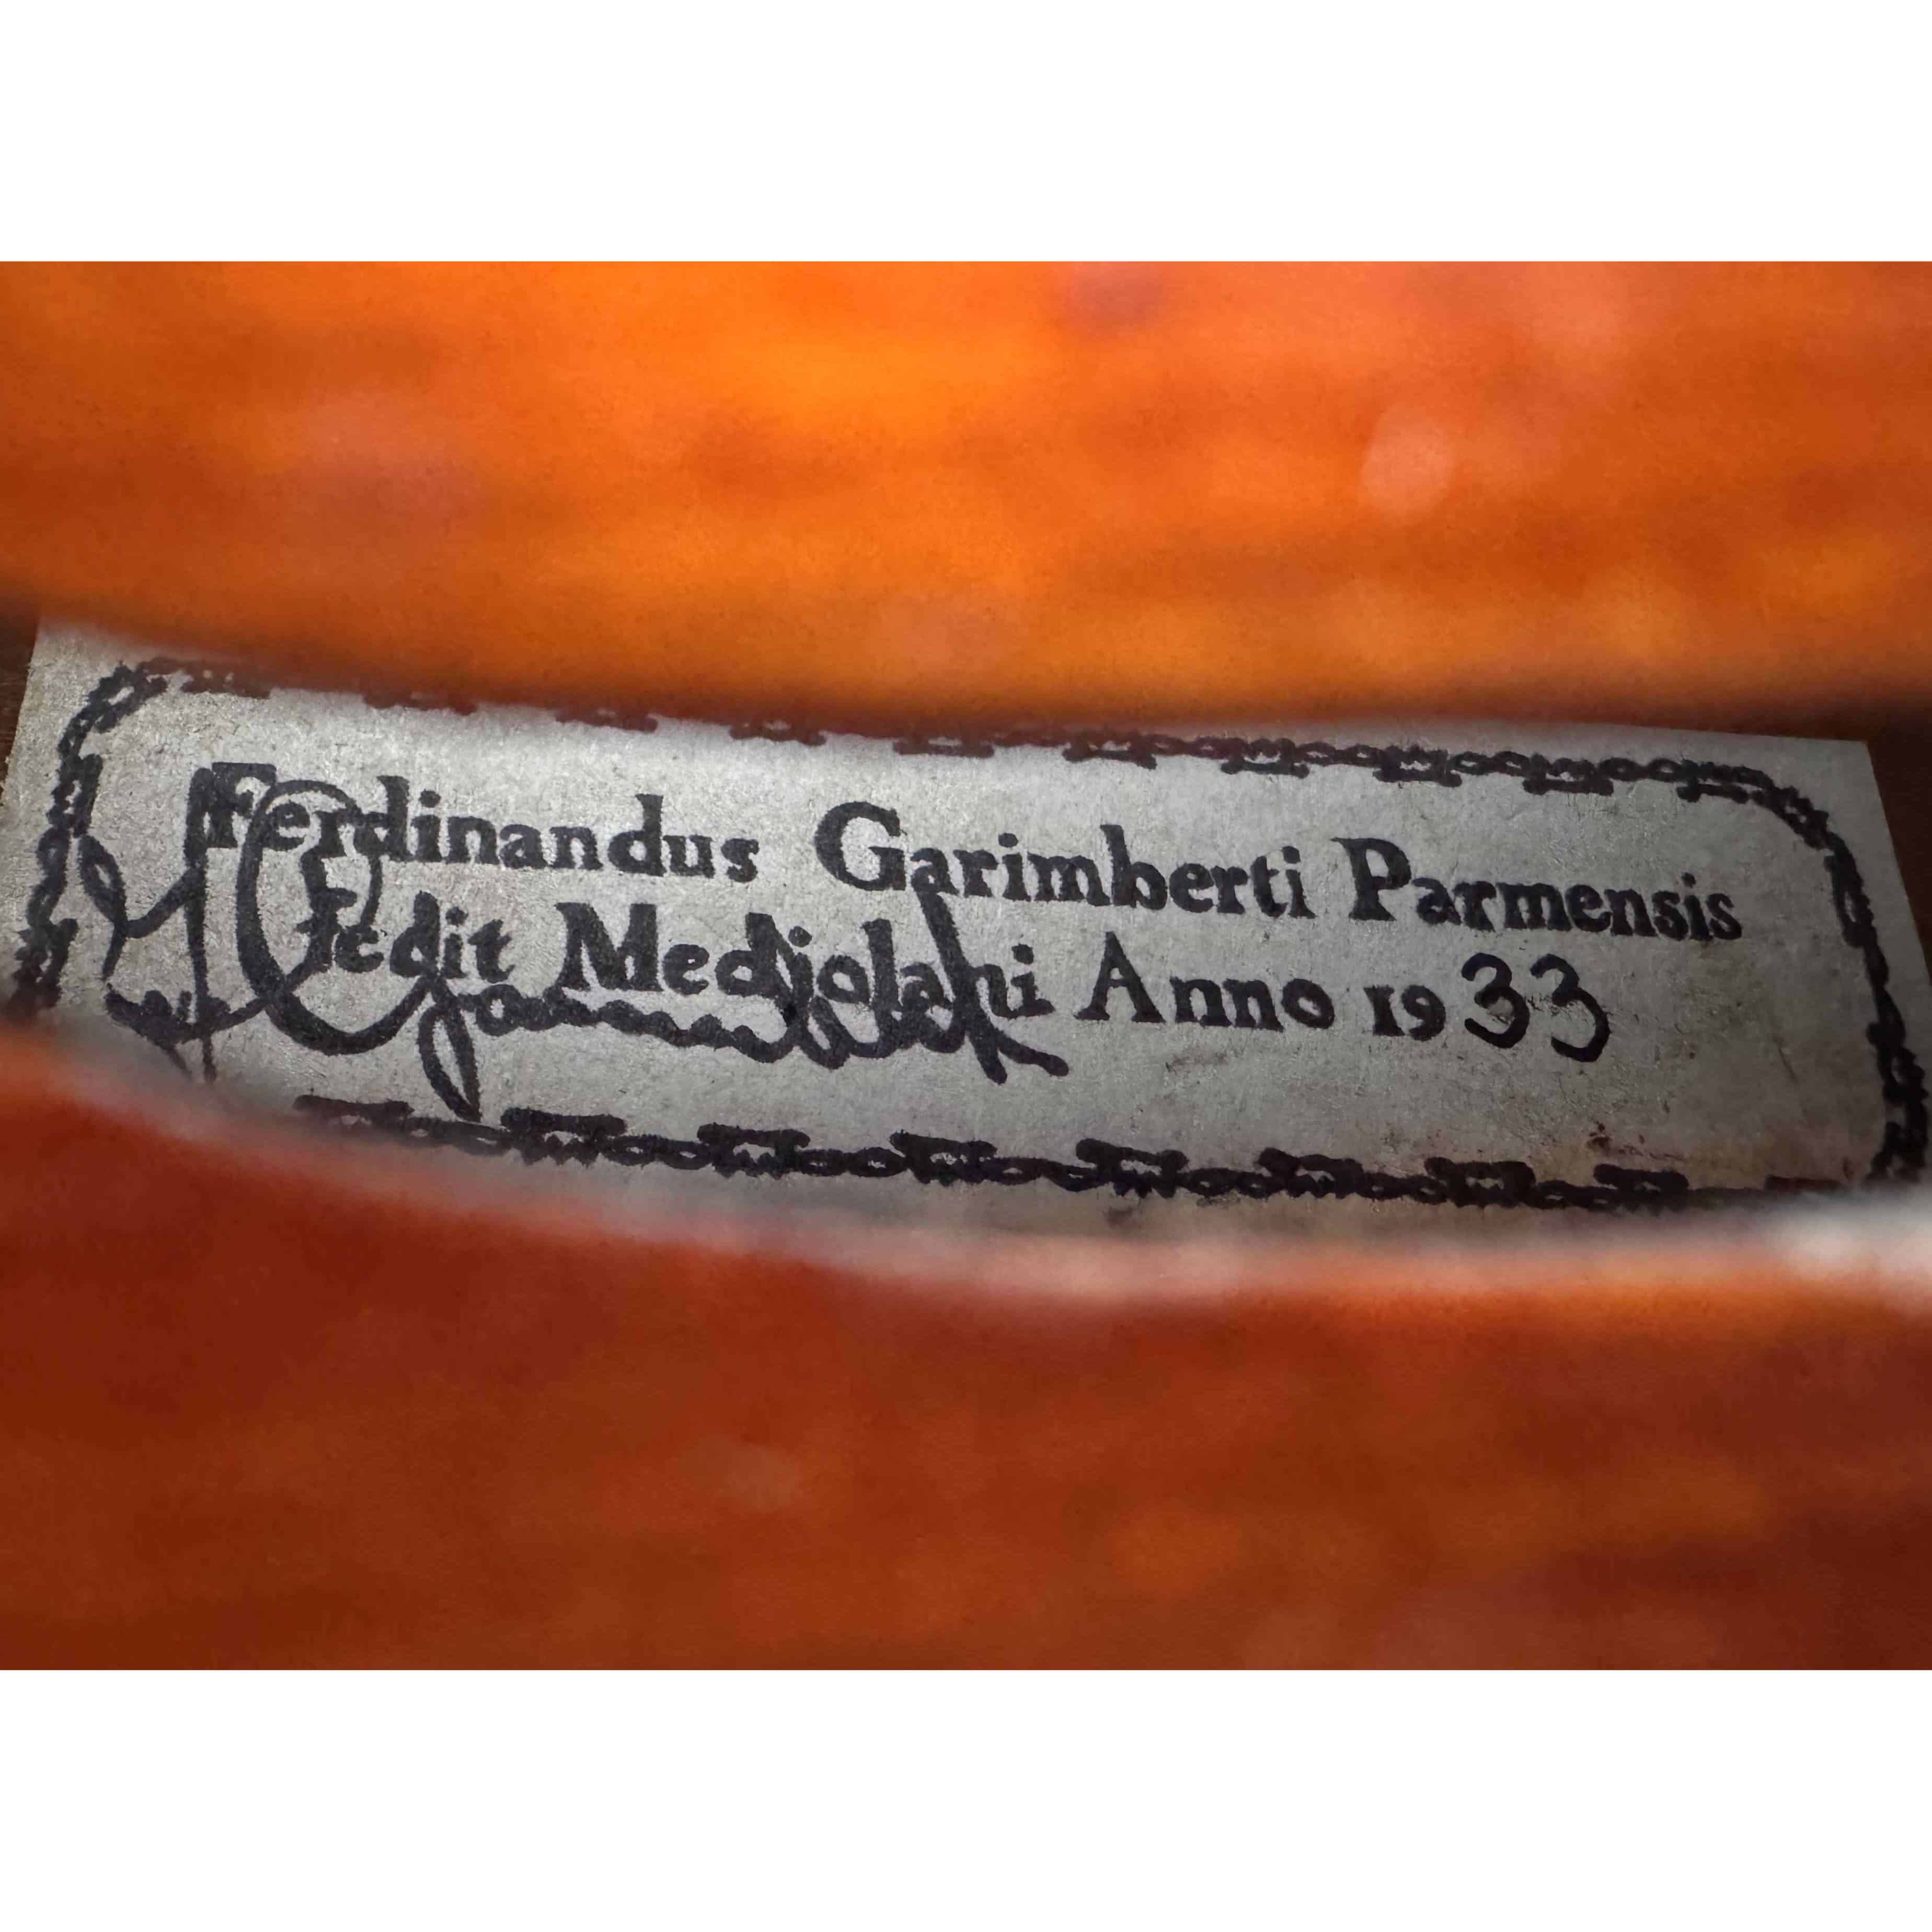 Ferdinandus Garimberti Parmensis
Fecit Mediolani Anno 1933